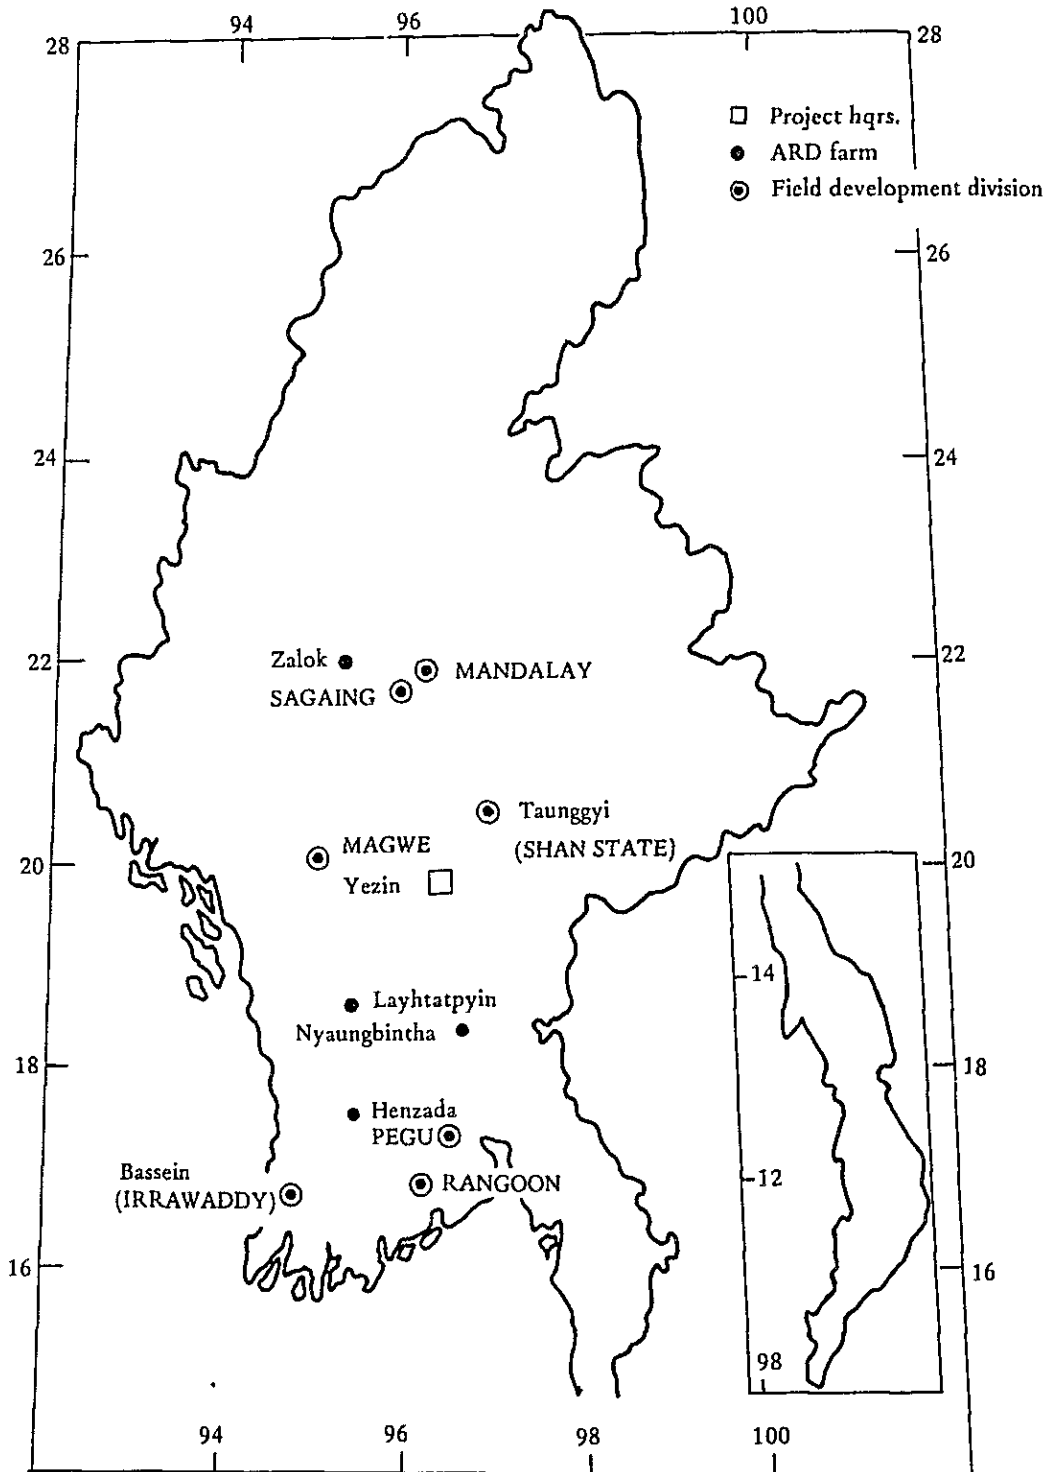 94
96
100
28
28
Project hqrs.
ARD farm
Field development division
26
26
24
24
22
22
Zalok
MANDALAY
SAGAING
Taunggyi
(SHAN STATE)
MAGWE
Yezin
20
20
14
Layhtatpyin
Nyaungbintha
18
18
Henzada
PEGU
Bassein
(IRRAWADDY)
RANGOON
12
16
16
98
94
96
98
100